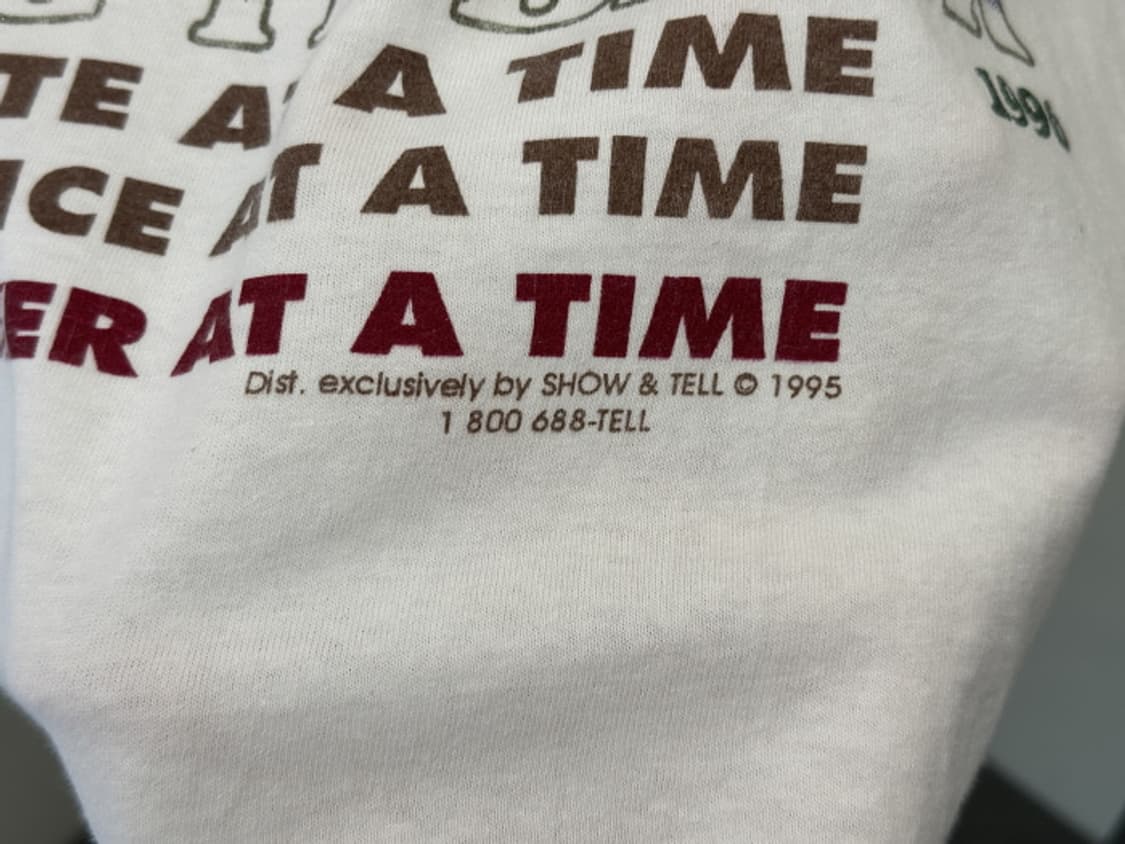 TE AT A TIME
1996
ICE AT A TIME
ER AT A TIME
Dist. exclusively by SHOW & TELL © 1995
1 800 688-TELL